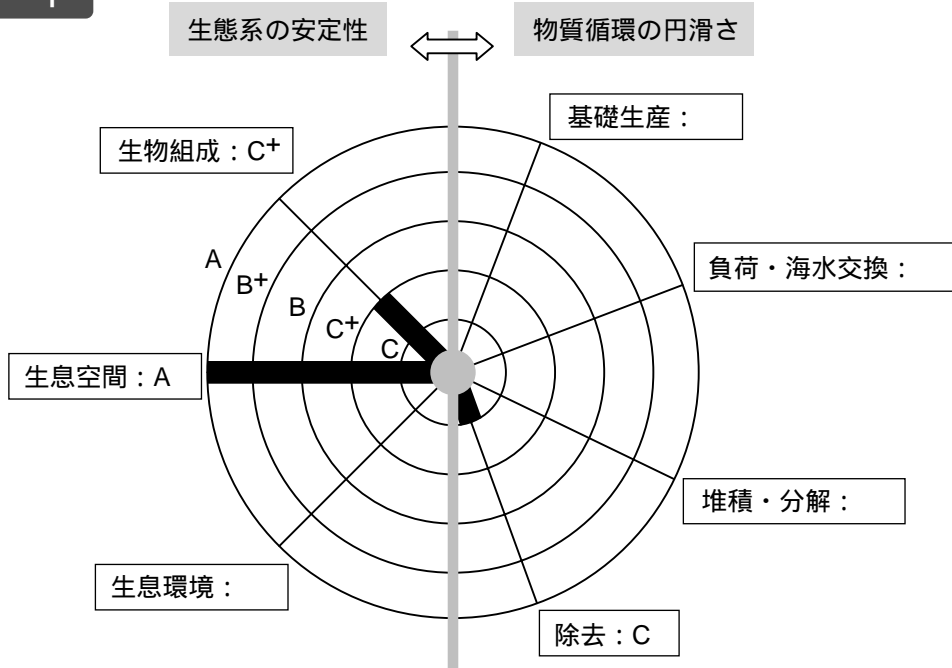 生態系の安定性
物質循環の円滑さ
基礎生産：
生物組成：C⁺
負荷・海水交換：
A
B⁺
B
C⁺
C
生息空間：A
堆積・分解：
生息環境：
除去：C